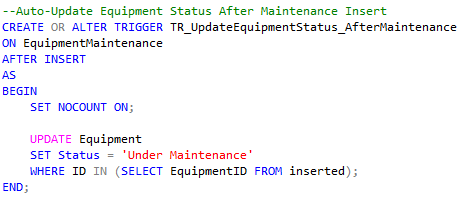 --Auto-Update Equipment Status After Maintenance Insert
CREATE OR ALTER TRIGGER TR_UpdateEquipmentStatus_AfterMaintenance
ON EquipmentMaintenance
AFTER INSERT
AS
BEGIN
    SET NOCOUNT ON;

    UPDATE Equipment
    SET Status = 'Under Maintenance'
    WHERE ID IN (SELECT EquipmentID FROM inserted);
END;